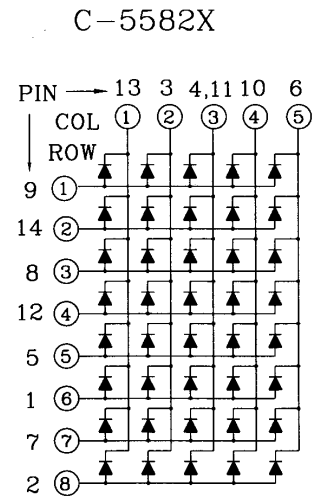 C-5582X
PIN → 13 3 4,11 10 6
COL ① ② ③ ④ ⑤
ROW
9 ①
14 ②
8 ③
12 ④
5 ⑤
1 ⑥
7 ⑦
2 ⑧